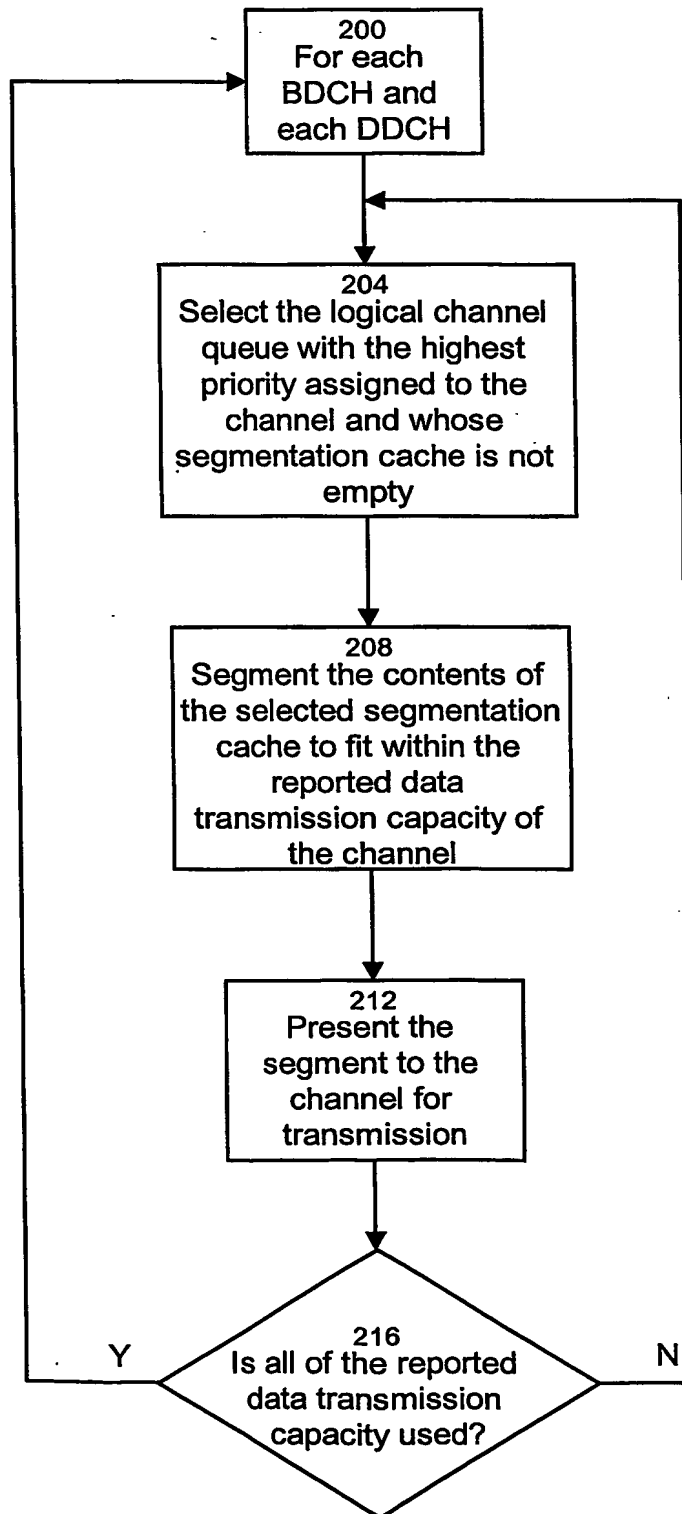 200
For each
BDCH and
each DDCH
204
Select the logical channel
queue with the highest
priority assigned to the
channel and whose
segmentation cache is not
empty
208
Segment the contents of
the selected segmentation
cache to fit within the
reported data
transmission capacity of
the channel
212
Present the
segment to the
channel for
transmission
216
Is all of the reported
data transmission
capacity used?
Y
N